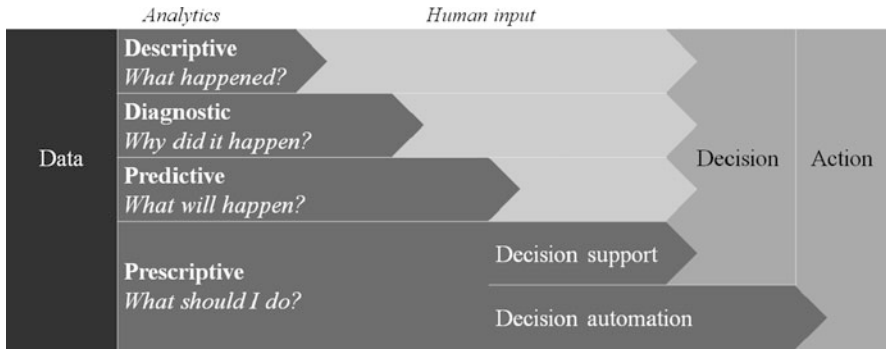 Analytics
Human input
Descriptive
What happened?
Diagnostic
Why did it happen?
Data
Decision
Action
Predictive
What will happen?
Decision support
Prescriptive
What should I do?
Decision automation